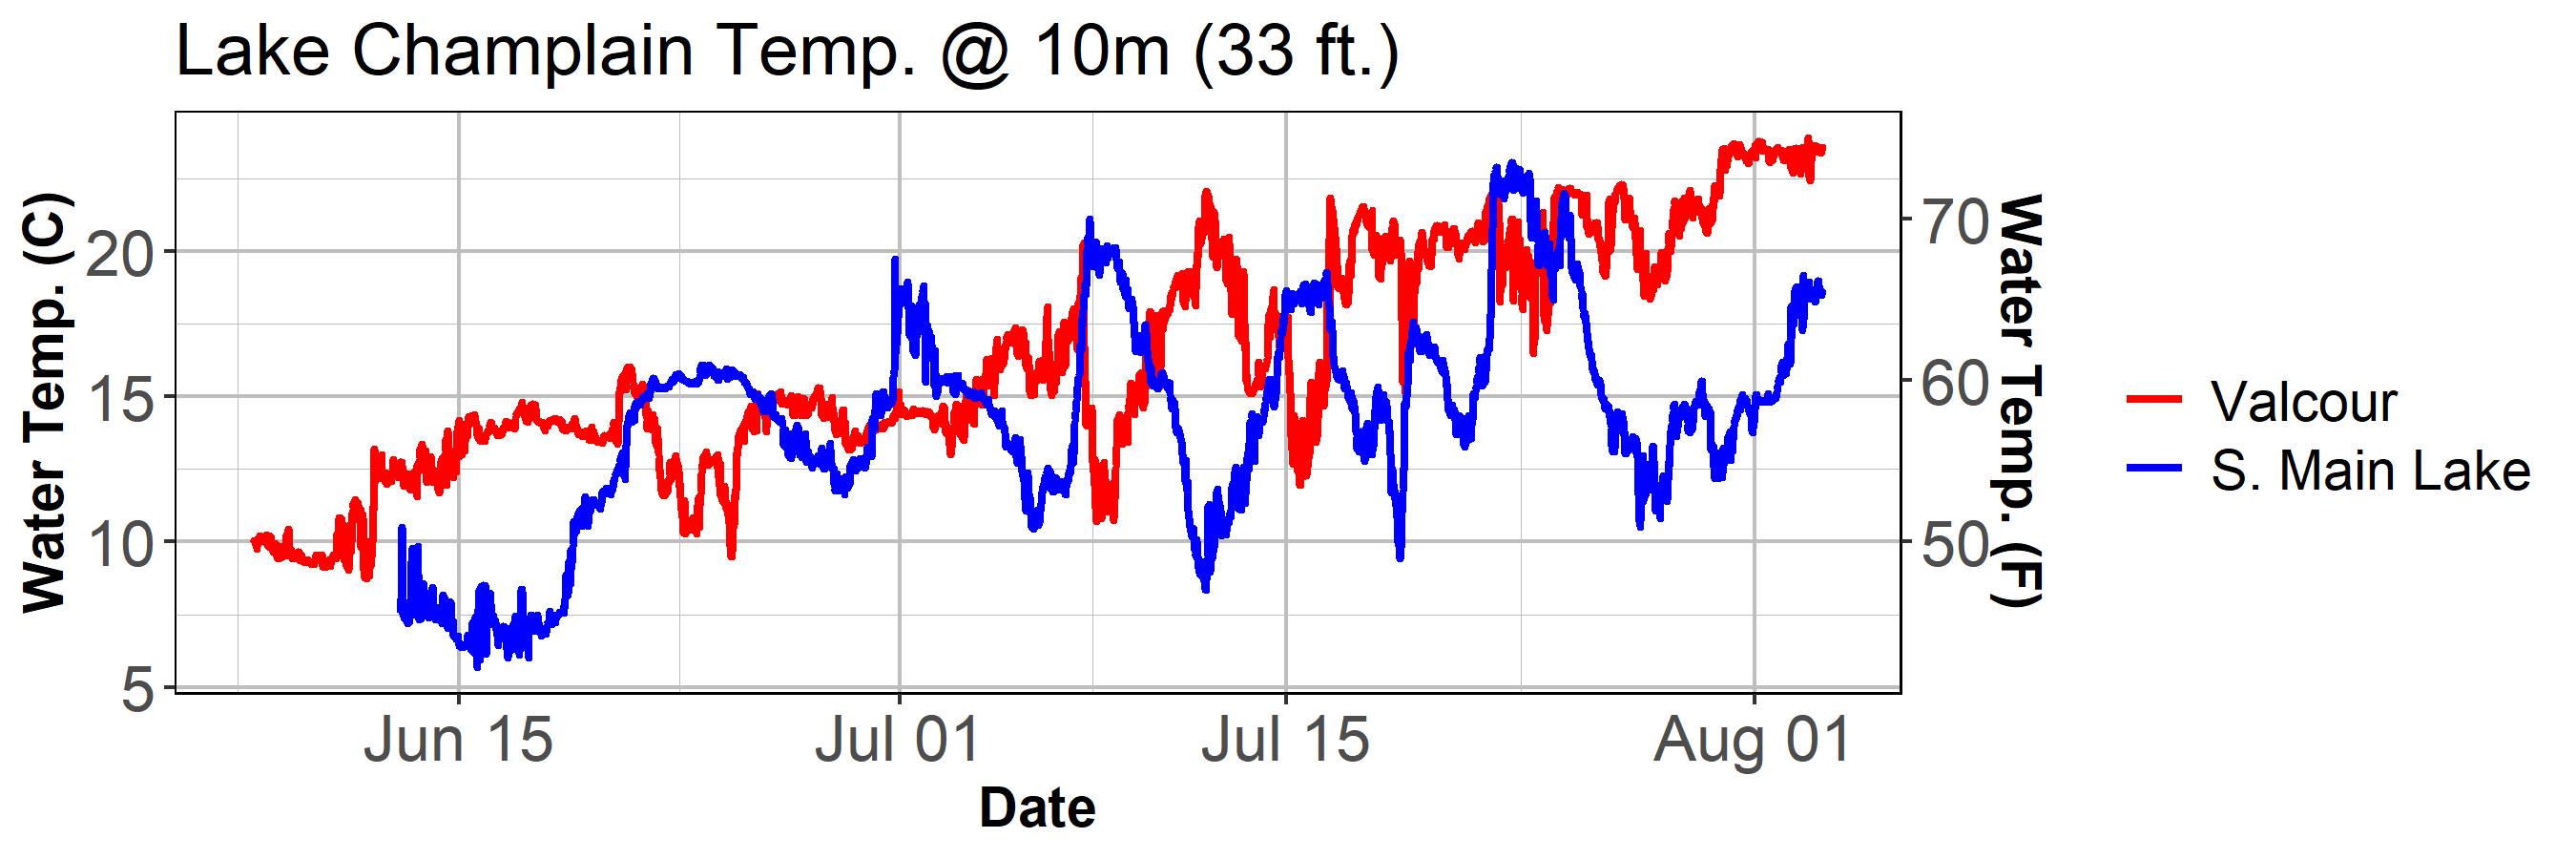 Lake Champlain Temp. @ 10m (33 ft.)
Water Temp. (C)
20
15
10
5
70
60
50
Water Temp. (F)
Jun 15
Jul 01
Jul 15
Aug 01
Date
Valcour
S. Main Lake